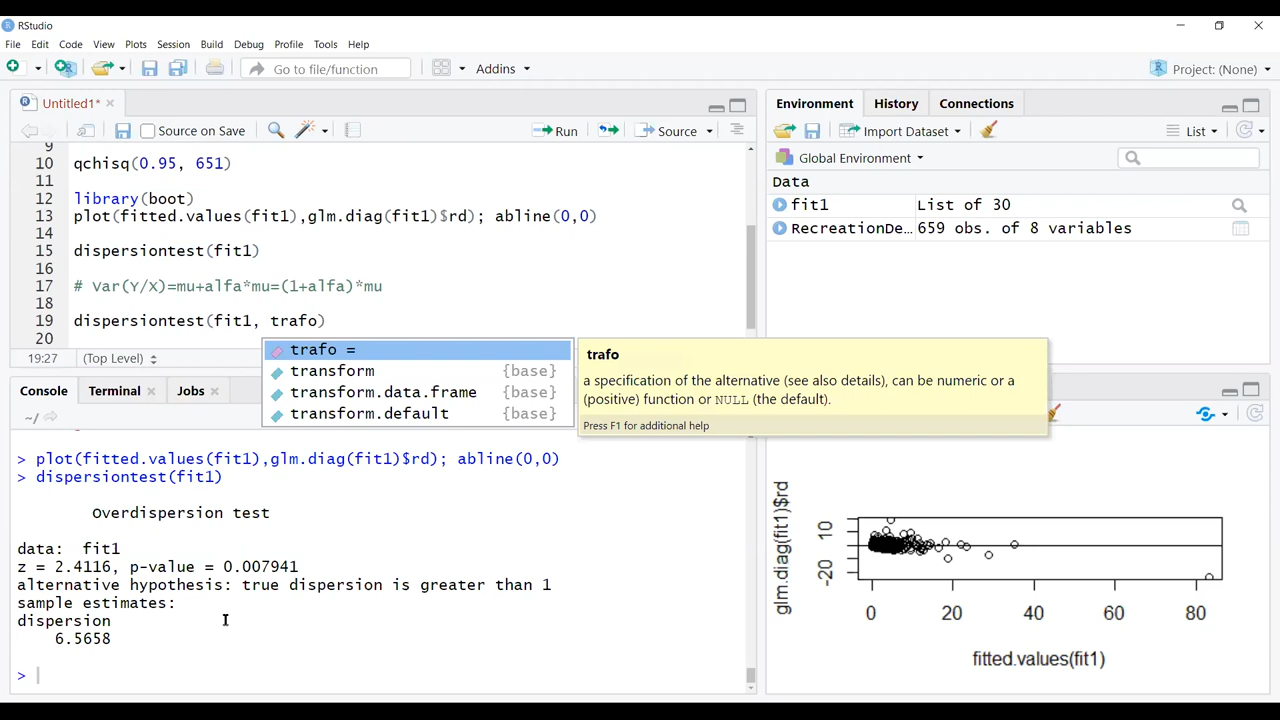 RStudio
File Edit Code View Plots Session Build Debug Profile Tools Help
Go to file/function Addins Project: (None)
Untitled1*
Source on Save Run Source
9
10 qchisq(0.95, 651)
11
12 library(boot)
13 plot(fitted.values(fit1),glm.diag(fit1)$rd); abline(0,0)
14
15 dispersiontest(fit1)
16
17 # Var(Y/X)=mu+alfa*mu=(1+alfa)*mu
18
19 dispersiontest(fit1, trafo)
20
19:27 (Top Level)
trafo =
transform {base}
transform.data.frame {base}
transform.default {base}
trafo
a specification of the alternative (see also details), can be numeric or a
(positive) function or NULL (the default).
Press F1 for additional help
Console Terminal Jobs
~/
> plot(fitted.values(fit1),glm.diag(fit1)$rd); abline(0,0)
> dispersiontest(fit1)
Overdispersion test
data: fit1
z = 2.4116, p-value = 0.007941
alternative hypothesis: true dispersion is greater than 1
sample estimates:
dispersion
6.5658
>
Environment History Connections
Import Dataset List
Global Environment
Data
fit1 List of 30
RecreationDe… 659 obs. of 8 variables
glm.diag(fit1)$rd
10
-20
0 20 40 60 80
fitted.values(fit1)